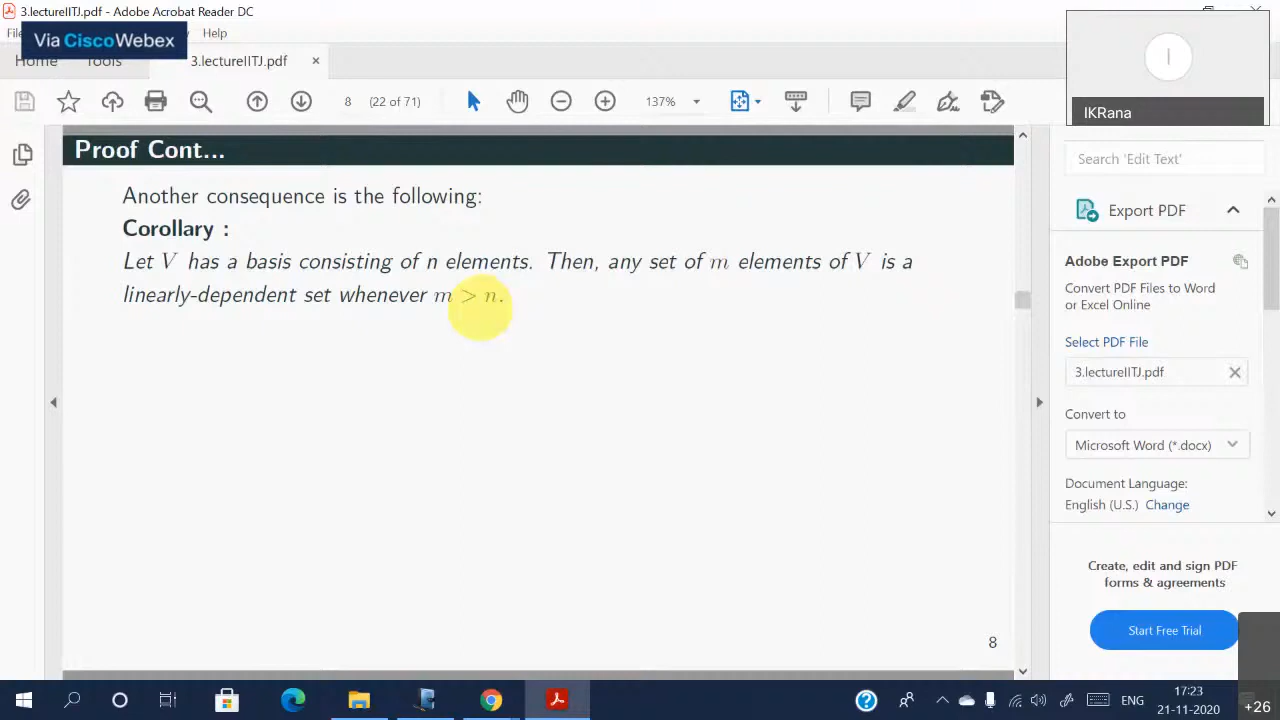 3.lectureIITJ.pdf - Adobe Acrobat Reader DC
Via CiscoWebex
Help
Home
Tools
3.lectureIITJ.pdf ×
8 (22 of 71)
137%
I
IKRana
Search 'Edit Text'
Proof Cont...
Another consequence is the following:
Corollary :
Let V has a basis consisting of n elements. Then, any set of m elements of V is a
linearly-dependent set whenever m > n.
8
Export PDF
Adobe Export PDF
Convert PDF Files to Word
or Excel Online
Select PDF File
3.lectureIITJ.pdf
Convert to
Microsoft Word (*.docx)
Document Language:
English (U.S.) Change
Create, edit and sign PDF
forms & agreements
Start Free Trial
ENG
17:23
21-11-2020
+26